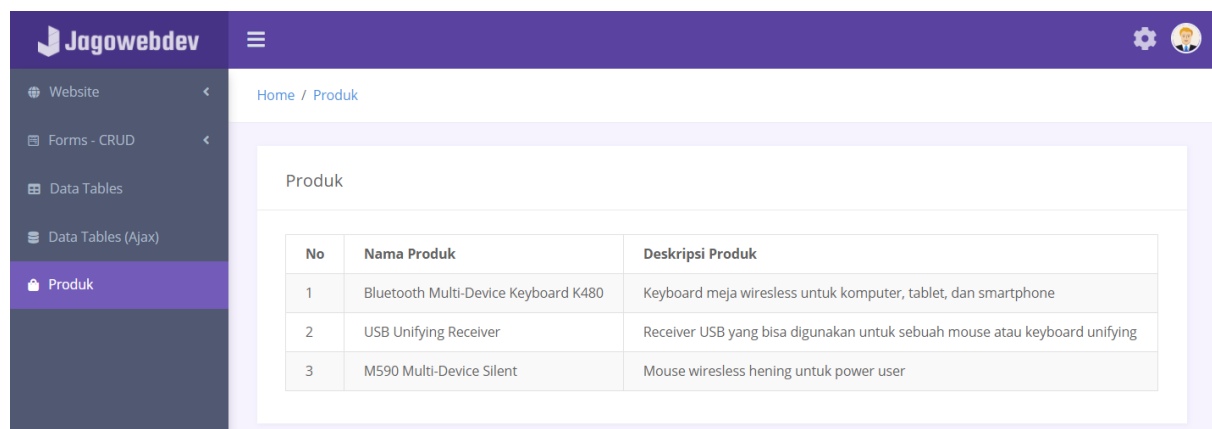 Jagowebdev
Website
Forms - CRUD
Data Tables
Data Tables (Ajax)
Produk
Home / Produk
Produk
No Nama Produk Deskripsi Produk
1 Bluetooth Multi-Device Keyboard K480 Keyboard meja wiresless untuk komputer, tablet, dan smartphone
2 USB Unifying Receiver Receiver USB yang bisa digunakan untuk sebuah mouse atau keyboard unifying
3 M590 Multi-Device Silent Mouse wiresless hening untuk power user